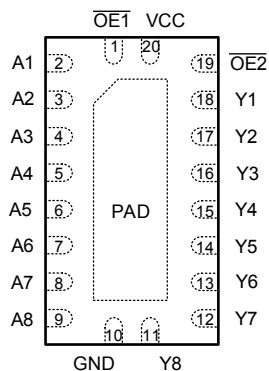 OE1 VCC
1 20
A1 2 19 OE2
A2 3 18 Y1
A3 4 17 Y2
A4 5 16 Y3
A5 6 PAD 15 Y4
A6 7 14 Y5
A7 8 13 Y6
A8 9 12 Y7
10 11
GND Y8